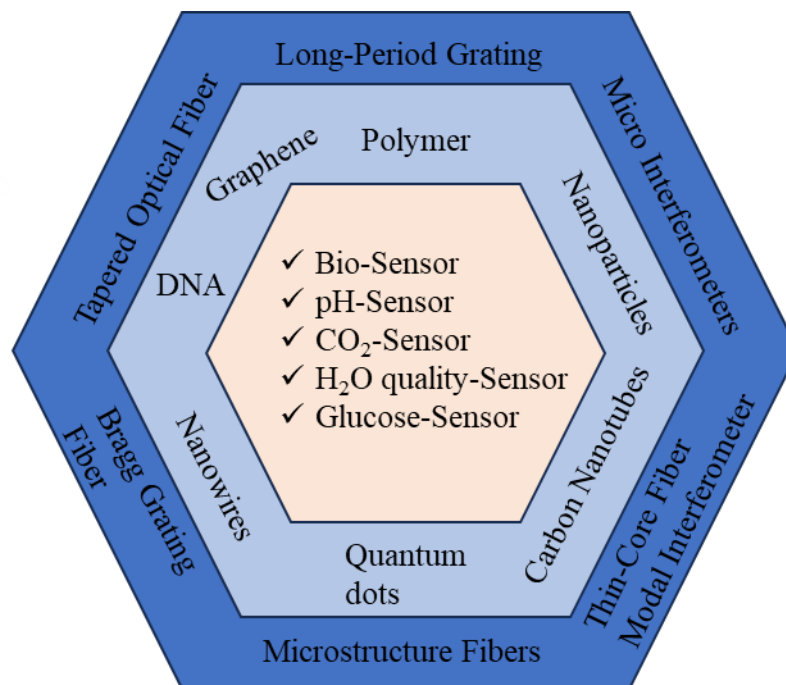 Long-Period Grating
Tapered Optical Fiber
Micro Interferometers
Graphene
Polymer
Nanoparticles
DNA
✓ Bio-Sensor
✓ pH-Sensor
✓ CO₂-Sensor
✓ H₂O quality-Sensor
✓ Glucose-Sensor
Bragg Grating
Fiber
Nanowires
Quantum
dots
Carbon Nanotubes
Thin-Core Fiber
Modal Interferometer
Microstructure Fibers